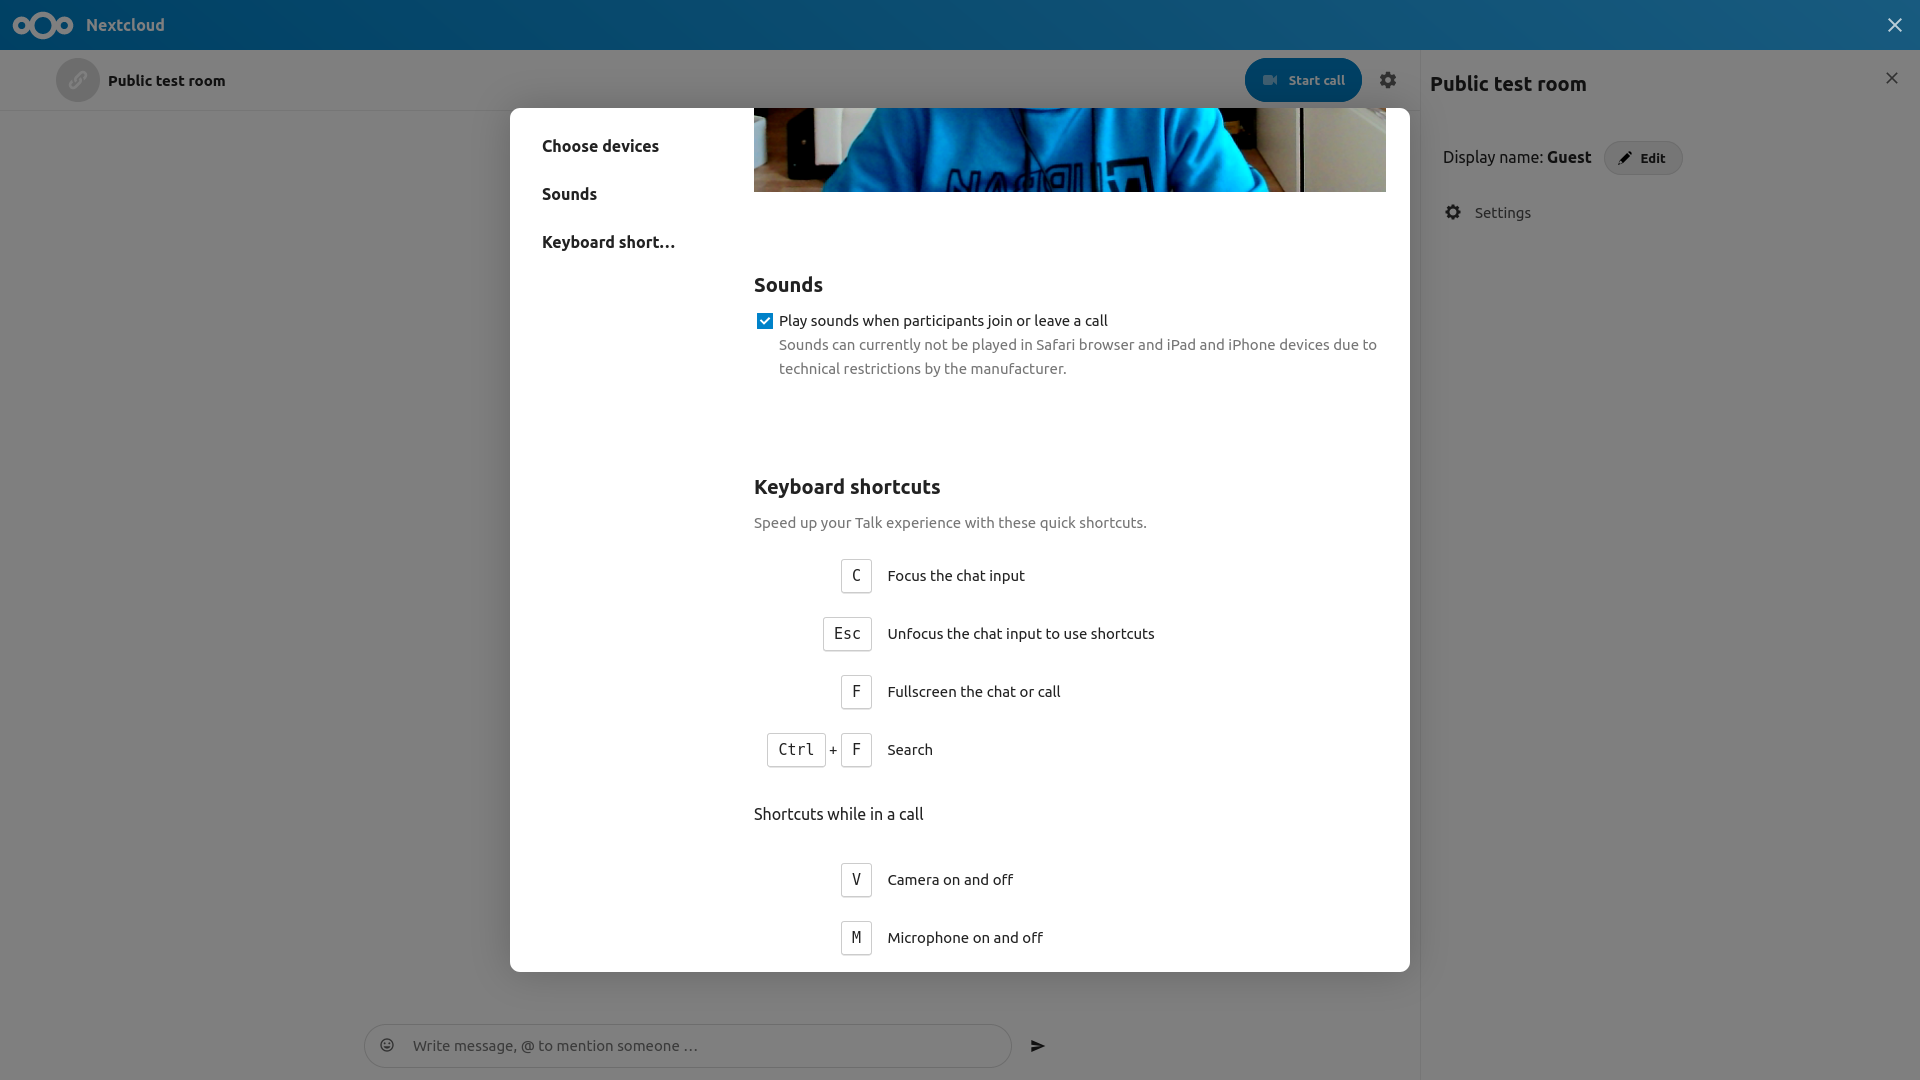 Nextcloud
Public test room
Start call
Public test room
Display name: Guest
Edit
Settings
Choose devices
Sounds
Keyboard short…
Sounds
Play sounds when participants join or leave a call
Sounds can currently not be played in Safari browser and iPad and iPhone devices due to
technical restrictions by the manufacturer.
Keyboard shortcuts
Speed up your Talk experience with these quick shortcuts.
C Focus the chat input
Esc Unfocus the chat input to use shortcuts
F Fullscreen the chat or call
Ctrl + F Search
Shortcuts while in a call
V Camera on and off
M Microphone on and off
Write message, @ to mention someone …